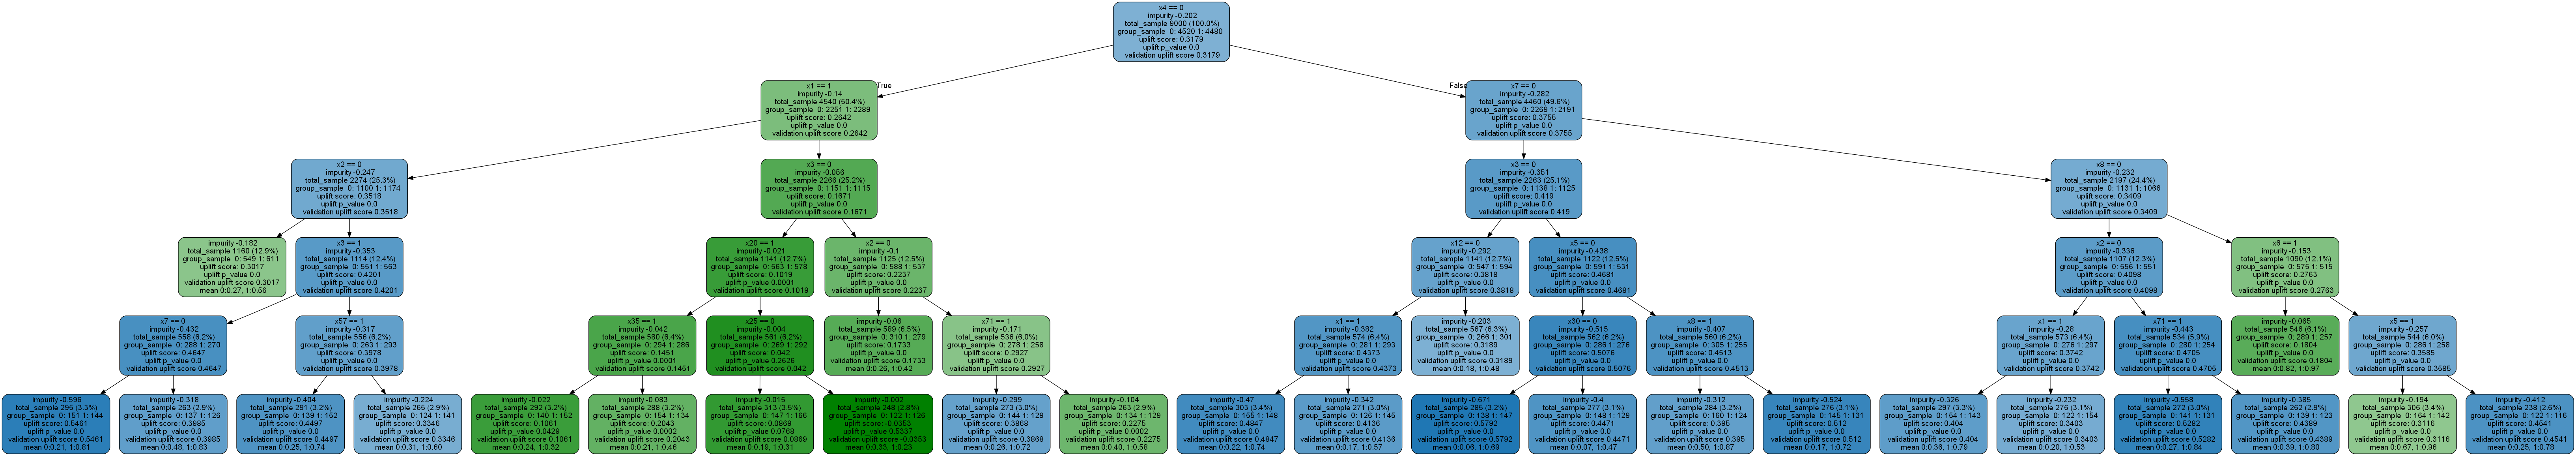 x4 == 0
impurity -0.202
total_sample 9000 (100.0%)
group_sample 0: 4520 1: 4480
uplift score: 0.3179
uplift p_value 0.0
validation uplift score 0.3179
True
False
x1 == 1
impurity -0.14
total_sample 4540 (50.4%)
group_sample 0: 2251 1: 2289
uplift score: 0.2642
uplift p_value 0.0
validation uplift score 0.2642
x7 == 0
impurity -0.282
total_sample 4460 (49.6%)
group_sample 0: 2269 1: 2191
uplift score: 0.3755
uplift p_value 0.0
validation uplift score 0.3755
x2 == 0
impurity -0.247
total_sample 2274 (25.3%)
group_sample 0: 1100 1: 1174
uplift score: 0.3518
uplift p_value 0.0
validation uplift score 0.3518
x3 == 0
impurity -0.056
total_sample 2266 (25.2%)
group_sample 0: 1151 1: 1115
uplift score: 0.1671
uplift p_value 0.0
validation uplift score 0.1671
x3 == 0
impurity -0.351
total_sample 2263 (25.1%)
group_sample 0: 1138 1: 1125
uplift score: 0.419
uplift p_value 0.0
validation uplift score 0.419
x8 == 0
impurity -0.232
total_sample 2197 (24.4%)
group_sample 0: 1131 1: 1066
uplift score: 0.3409
uplift p_value 0.0
validation uplift score 0.3409
impurity -0.182
total_sample 1160 (12.9%)
group_sample 0: 549 1: 611
uplift score: 0.3017
uplift p_value 0.0
validation uplift score 0.3017
mean 0:0.27, 1:0.56
x3 == 1
impurity -0.353
total_sample 1114 (12.4%)
group_sample 0: 551 1: 563
uplift score: 0.4201
uplift p_value 0.0
validation uplift score 0.4201
x20 == 1
impurity -0.021
total_sample 1141 (12.7%)
group_sample 0: 563 1: 578
uplift score: 0.1019
uplift p_value 0.0001
validation uplift score 0.1019
x2 == 0
impurity -0.1
total_sample 1125 (12.5%)
group_sample 0: 588 1: 537
uplift score: 0.2237
uplift p_value 0.0
validation uplift score 0.2237
x12 == 0
impurity -0.292
total_sample 1141 (12.7%)
group_sample 0: 547 1: 594
uplift score: 0.3818
uplift p_value 0.0
validation uplift score 0.3818
x5 == 0
impurity -0.438
total_sample 1122 (12.5%)
group_sample 0: 591 1: 531
uplift score: 0.4681
uplift p_value 0.0
validation uplift score 0.4681
x2 == 0
impurity -0.336
total_sample 1107 (12.3%)
group_sample 0: 556 1: 551
uplift score: 0.4098
uplift p_value 0.0
validation uplift score 0.4098
x6 == 1
impurity -0.153
total_sample 1090 (12.1%)
group_sample 0: 575 1: 515
uplift score: 0.2763
uplift p_value 0.0
validation uplift score 0.2763
x7 == 0
impurity -0.432
total_sample 558 (6.2%)
group_sample 0: 288 1: 270
uplift score: 0.4647
uplift p_value 0.0
validation uplift score 0.4647
x57 == 1
impurity -0.317
total_sample 556 (6.2%)
group_sample 0: 263 1: 293
uplift score: 0.3978
uplift p_value 0.0
validation uplift score 0.3978
x35 == 1
impurity -0.042
total_sample 580 (6.4%)
group_sample 0: 294 1: 286
uplift score: 0.1451
uplift p_value 0.0001
validation uplift score 0.1451
x25 == 0
impurity -0.004
total_sample 561 (6.2%)
group_sample 0: 269 1: 292
uplift score: 0.042
uplift p_value 0.2626
validation uplift score 0.042
impurity -0.06
total_sample 589 (6.5%)
group_sample 0: 310 1: 279
uplift score: 0.1733
uplift p_value 0.0
validation uplift score 0.1733
mean 0:0.26, 1:0.42
x71 == 1
impurity -0.171
total_sample 536 (6.0%)
group_sample 0: 278 1: 258
uplift score: 0.2927
uplift p_value 0.0
validation uplift score 0.2927
x1 == 1
impurity -0.382
total_sample 574 (6.4%)
group_sample 0: 281 1: 293
uplift score: 0.4373
uplift p_value 0.0
validation uplift score 0.4373
impurity -0.203
total_sample 567 (6.3%)
group_sample 0: 266 1: 301
uplift score: 0.3189
uplift p_value 0.0
validation uplift score 0.3189
mean 0:0.18, 1:0.48
x30 == 0
impurity -0.515
total_sample 562 (6.2%)
group_sample 0: 286 1: 276
uplift score: 0.5076
uplift p_value 0.0
validation uplift score 0.5076
x8 == 1
impurity -0.407
total_sample 560 (6.2%)
group_sample 0: 305 1: 255
uplift score: 0.4513
uplift p_value 0.0
validation uplift score 0.4513
x1 == 1
impurity -0.28
total_sample 573 (6.4%)
group_sample 0: 276 1: 297
uplift score: 0.3742
uplift p_value 0.0
validation uplift score 0.3742
x71 == 1
impurity -0.443
total_sample 534 (5.9%)
group_sample 0: 280 1: 254
uplift score: 0.4705
uplift p_value 0.0
validation uplift score 0.4705
impurity -0.065
total_sample 546 (6.1%)
group_sample 0: 289 1: 257
uplift score: 0.1804
uplift p_value 0.0
validation uplift score 0.1804
mean 0:0.82, 1:0.97
x5 == 1
impurity -0.257
total_sample 544 (6.0%)
group_sample 0: 286 1: 258
uplift score: 0.3585
uplift p_value 0.0
validation uplift score 0.3585
impurity -0.596
total_sample 295 (3.3%)
group_sample 0: 151 1: 144
uplift score: 0.5461
uplift p_value 0.0
validation uplift score 0.5461
mean 0:0.21, 1:0.81
impurity -0.318
total_sample 263 (2.9%)
group_sample 0: 137 1: 126
uplift score: 0.3985
uplift p_value 0.0
validation uplift score 0.3985
mean 0:0.48, 1:0.83
impurity -0.404
total_sample 291 (3.2%)
group_sample 0: 139 1: 152
uplift score: 0.4497
uplift p_value 0.0
validation uplift score 0.4497
mean 0:0.25, 1:0.74
impurity -0.224
total_sample 265 (2.9%)
group_sample 0: 124 1: 141
uplift score: 0.3346
uplift p_value 0.0
validation uplift score 0.3346
mean 0:0.31, 1:0.60
impurity -0.022
total_sample 292 (3.2%)
group_sample 0: 140 1: 152
uplift score: 0.1061
uplift p_value 0.0429
validation uplift score 0.1061
mean 0:0.24, 1:0.32
impurity -0.083
total_sample 288 (3.2%)
group_sample 0: 154 1: 134
uplift score: 0.2043
uplift p_value 0.0002
validation uplift score 0.2043
mean 0:0.21, 1:0.46
impurity -0.015
total_sample 313 (3.5%)
group_sample 0: 147 1: 166
uplift score: 0.0869
uplift p_value 0.0768
validation uplift score 0.0869
mean 0:0.19, 1:0.31
impurity -0.002
total_sample 248 (2.8%)
group_sample 0: 122 1: 126
uplift score: -0.0353
uplift p_value 0.5337
validation uplift score -0.0353
mean 0:0.33, 1:0.23
impurity -0.299
total_sample 273 (3.0%)
group_sample 0: 144 1: 129
uplift score: 0.3868
uplift p_value 0.0
validation uplift score 0.3868
mean 0:0.26, 1:0.72
impurity -0.104
total_sample 263 (2.9%)
group_sample 0: 134 1: 129
uplift score: 0.2275
uplift p_value 0.0002
validation uplift score 0.2275
mean 0:0.40, 1:0.58
impurity -0.47
total_sample 303 (3.4%)
group_sample 0: 155 1: 148
uplift score: 0.4847
uplift p_value 0.0
validation uplift score 0.4847
mean 0:0.22, 1:0.74
impurity -0.342
total_sample 271 (3.0%)
group_sample 0: 126 1: 145
uplift score: 0.4136
uplift p_value 0.0
validation uplift score 0.4136
mean 0:0.17, 1:0.57
impurity -0.671
total_sample 285 (3.2%)
group_sample 0: 138 1: 147
uplift score: 0.5792
uplift p_value 0.0
validation uplift score 0.5792
mean 0:0.06, 1:0.69
impurity -0.4
total_sample 277 (3.1%)
group_sample 0: 148 1: 129
uplift score: 0.4471
uplift p_value 0.0
validation uplift score 0.4471
mean 0:0.07, 1:0.47
impurity -0.312
total_sample 284 (3.2%)
group_sample 0: 160 1: 124
uplift score: 0.395
uplift p_value 0.0
validation uplift score 0.395
mean 0:0.50, 1:0.87
impurity -0.524
total_sample 276 (3.1%)
group_sample 0: 145 1: 131
uplift score: 0.512
uplift p_value 0.0
validation uplift score 0.512
mean 0:0.17, 1:0.72
impurity -0.326
total_sample 297 (3.3%)
group_sample 0: 154 1: 143
uplift score: 0.404
uplift p_value 0.0
validation uplift score 0.404
mean 0:0.36, 1:0.79
impurity -0.232
total_sample 276 (3.1%)
group_sample 0: 122 1: 154
uplift score: 0.3403
uplift p_value 0.0
validation uplift score 0.3403
mean 0:0.20, 1:0.53
impurity -0.558
total_sample 272 (3.0%)
group_sample 0: 141 1: 131
uplift score: 0.5282
uplift p_value 0.0
validation uplift score 0.5282
mean 0:0.27, 1:0.84
impurity -0.385
total_sample 262 (2.9%)
group_sample 0: 139 1: 123
uplift score: 0.4389
uplift p_value 0.0
validation uplift score 0.4389
mean 0:0.39, 1:0.80
impurity -0.194
total_sample 306 (3.4%)
group_sample 0: 164 1: 142
uplift score: 0.3116
uplift p_value 0.0
validation uplift score 0.3116
mean 0:0.67, 1:0.96
impurity -0.412
total_sample 238 (2.6%)
group_sample 0: 122 1: 116
uplift score: 0.4541
uplift p_value 0.0
validation uplift score 0.4541
mean 0:0.25, 1:0.78